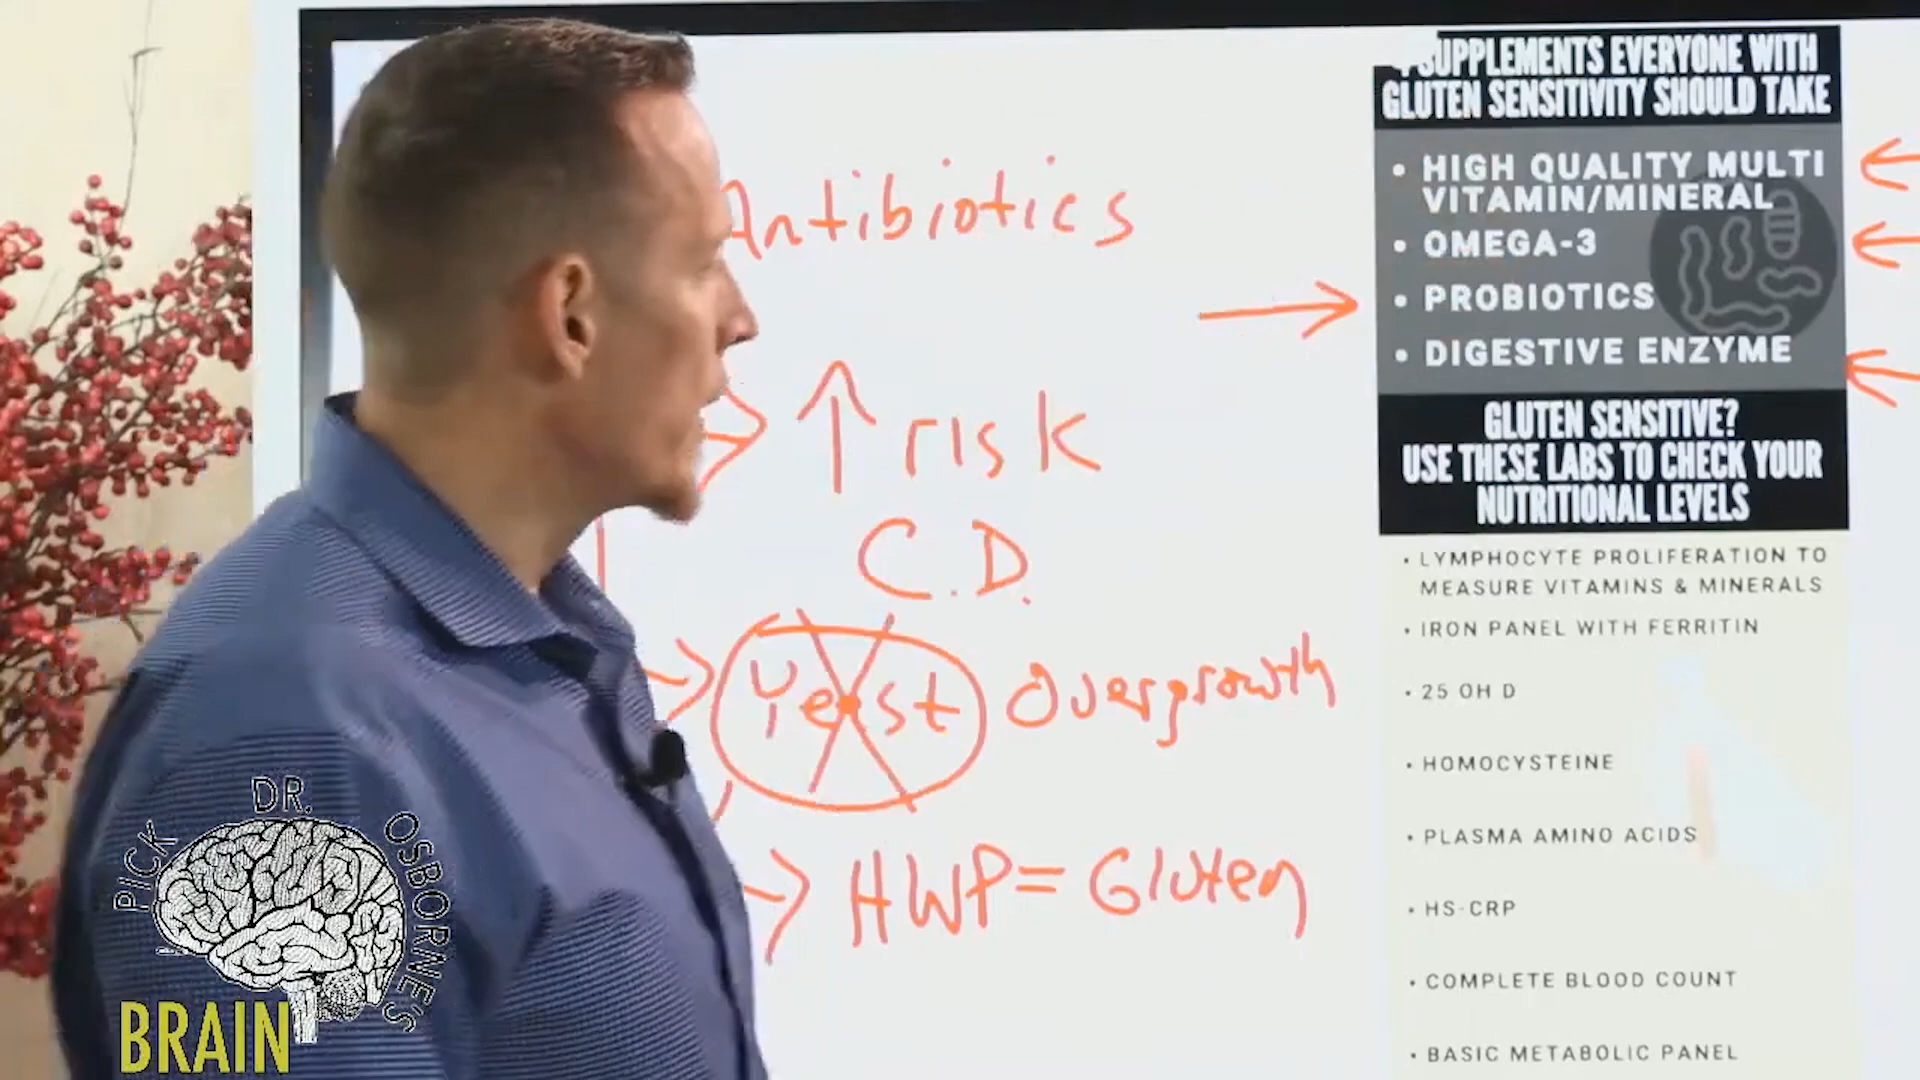 Antibiotics
↑ risk
C.D.
Yeast Overgrowth
HWP = Gluten
SUPPLEMENTS EVERYONE WITH
GLUTEN SENSITIVITY SHOULD TAKE
• HIGH QUALITY MULTI
VITAMIN/MINERAL
• OMEGA-3
• PROBIOTICS
• DIGESTIVE ENZYME
GLUTEN SENSITIVE?
USE THESE LABS TO CHECK YOUR
NUTRITIONAL LEVELS
• LYMPHOCYTE PROLIFERATION TO
MEASURE VITAMINS & MINERALS
• IRON PANEL WITH FERRITIN
• 25 OH D
• HOMOCYSTEINE
• PLASMA AMINO ACIDS
• HS-CRP
• COMPLETE BLOOD COUNT
• BASIC METABOLIC PANEL
PICK
DR.
OSBORNE'S
BRAIN